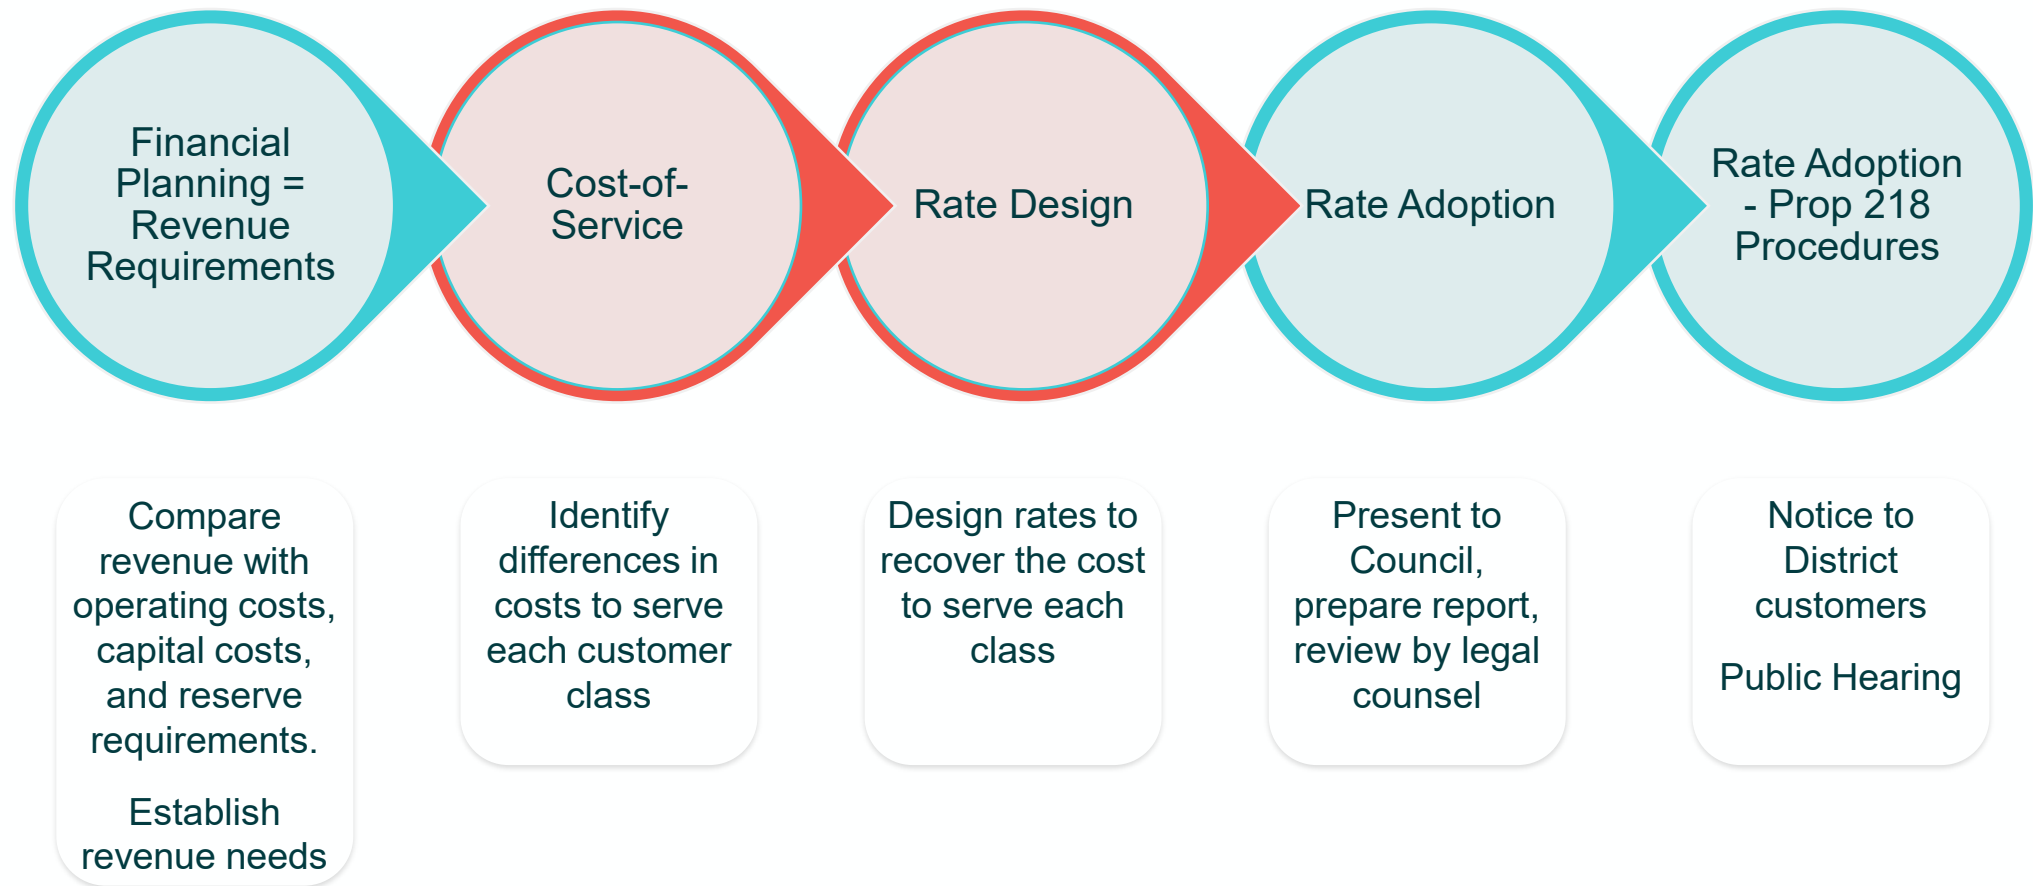 Financial
Planning =
Revenue
Requirements
Cost-of-
Service
Rate Design
Rate Adoption
Rate Adoption
- Prop 218
Procedures
Compare
revenue with
operating costs,
capital costs,
and reserve
requirements.
Establish
revenue needs
Identify
differences in
costs to serve
each customer
class
Design rates to
recover the cost
to serve each
class
Present to
Council,
prepare report,
review by legal
counsel
Notice to
District
customers
Public Hearing